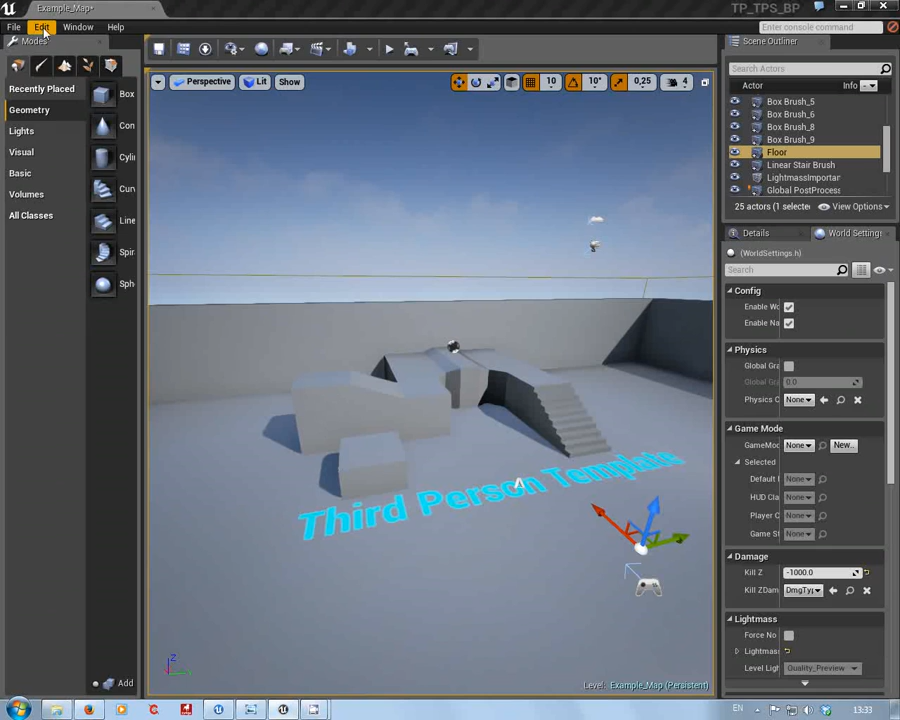 Example_Map*
TP_TPS_BP
File Edit Window Help
Enter console command
Modes
Scene Outliner
Search Actors
Actor Info
Box Brush_5
Box Brush_6
Box Brush_8
Box Brush_9
Floor
Linear Stair Brush
LightmassImportan
Global PostProcess
25 actors (1 selecte
View Options
Recently Placed
Geometry
Lights
Visual
Basic
Volumes
All Classes
Box
Con
Cylin
Curv
Line
Spir
Sph
Add
Perspective Lit Show
10 10° 0,25 4
Third Person Template
Level: Example_Map (Persistent)
Details World Settings
(WorldSettings.h)
Search
Config
Enable Wo
Enable Na
Physics
Global Gra
Global Gra 0.0
Physics C None
Game Mode
GameMod None New..
Selected
Default None
HUD Cla None
Player C None
Game St None
Damage
Kill Z -1000.0
Kill ZDam DmgTyp
Lightmass
Force No
Lightmass
Level Ligh Quality_Preview
EN 13:33